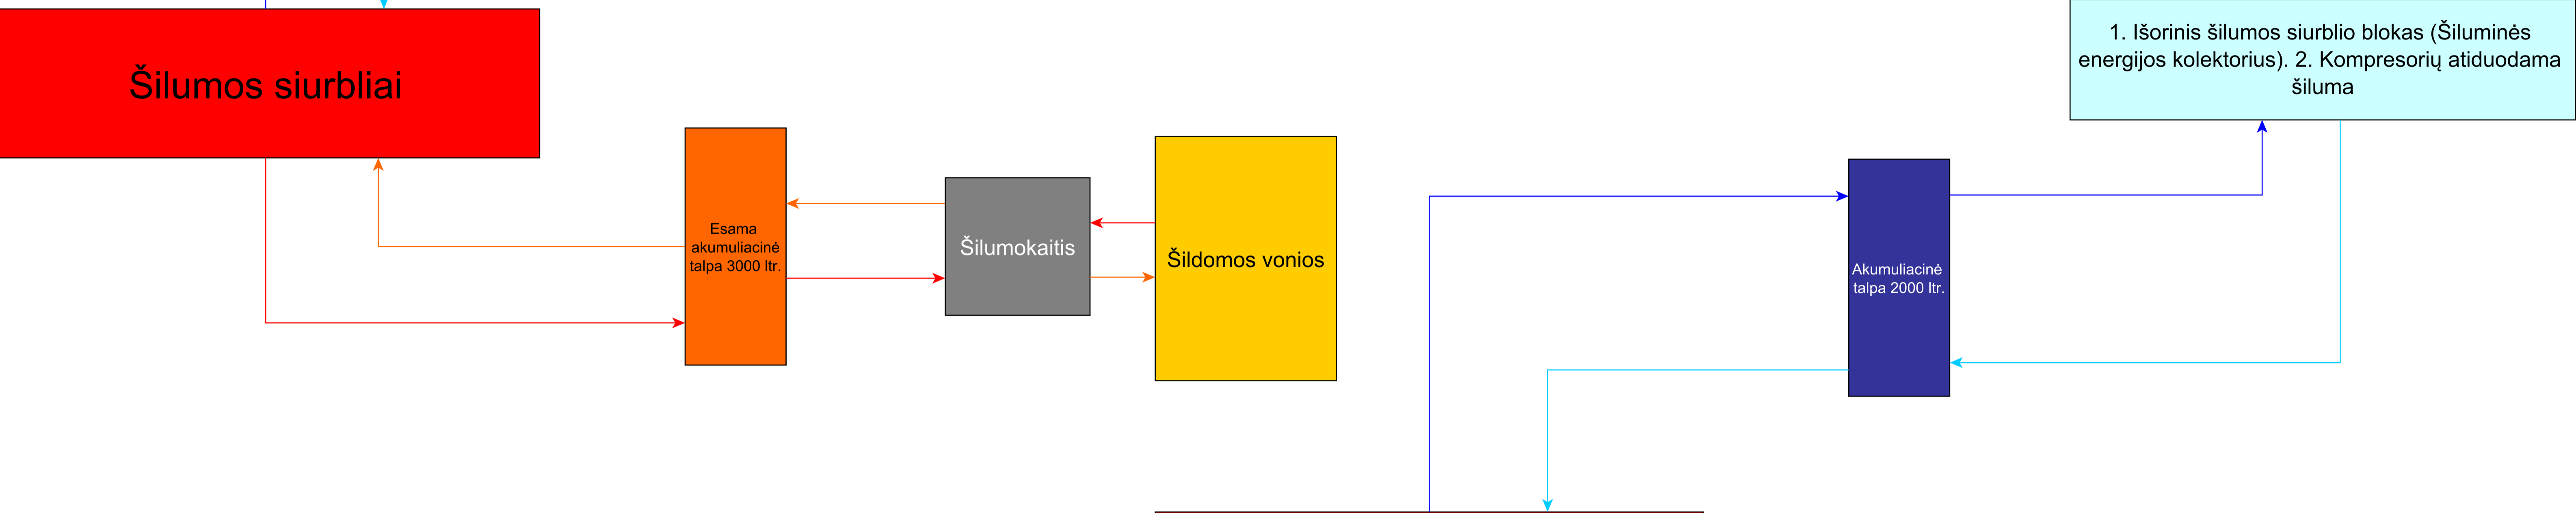 Šilumos siurbliai
Esama
akumuliacinė
talpa 3000 ltr.
Šilumokaitis
Šildomos vonios
Akumuliacinė
talpa 2000 ltr.
1. Išorinis šilumos siurblio blokas (Šiluminės
energijos kolektorius). 2. Kompresorių atiduodama
šiluma